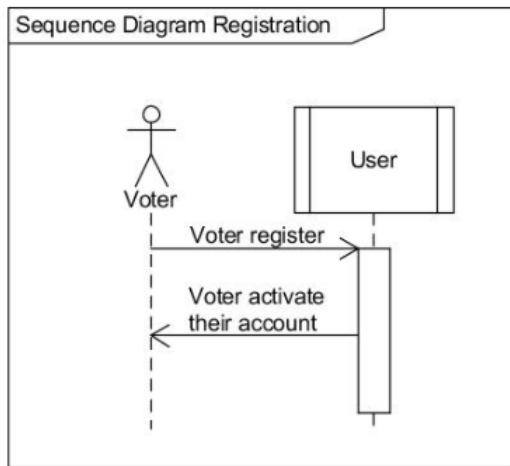 Sequence Diagram Registration
User
Voter
Voter register
Voter activate
their account